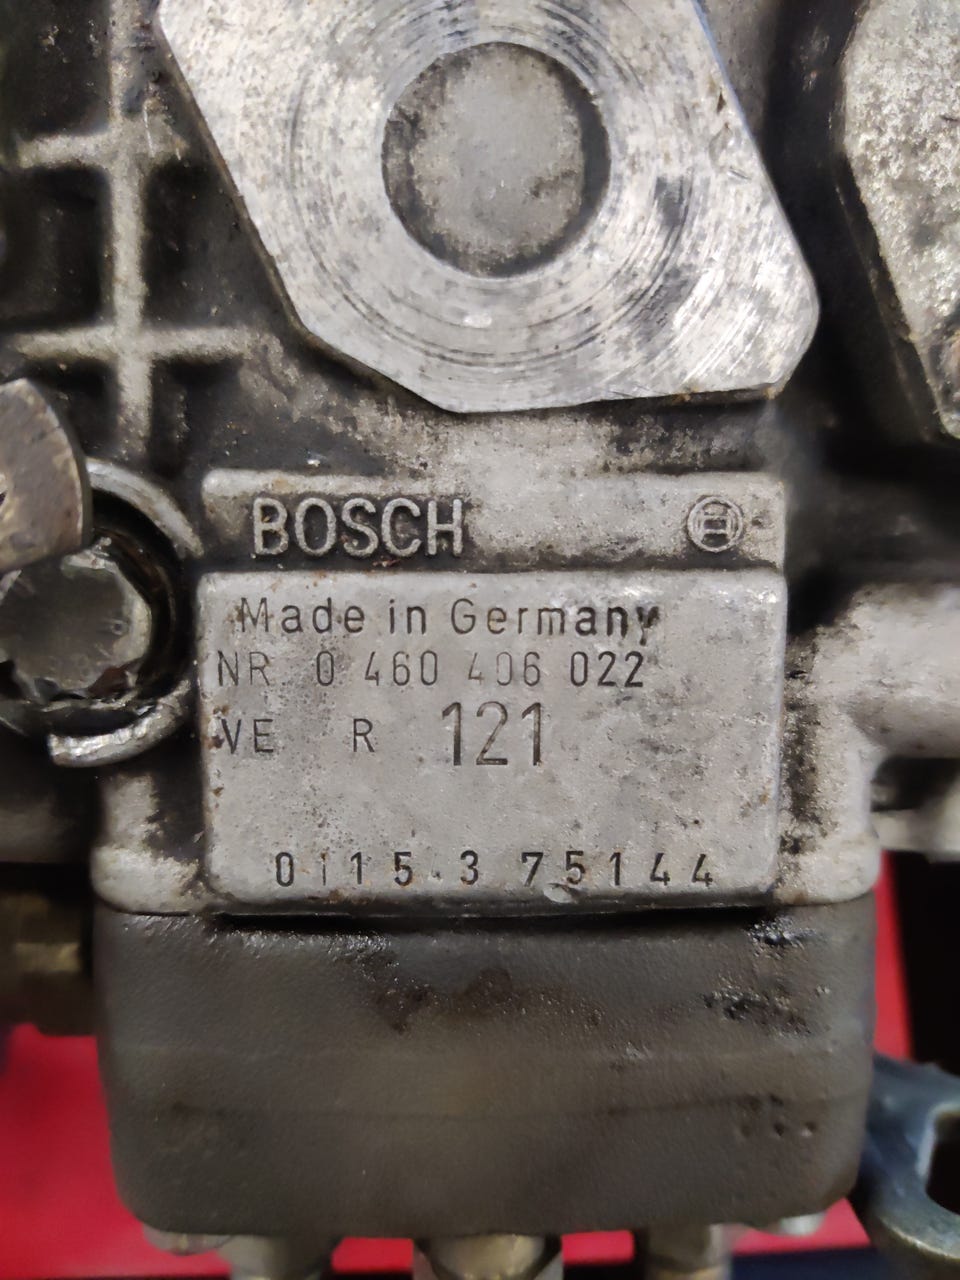 BOSCH
Made in Germany
NR 0 460 406 022
VE R 121
0115 3 75144